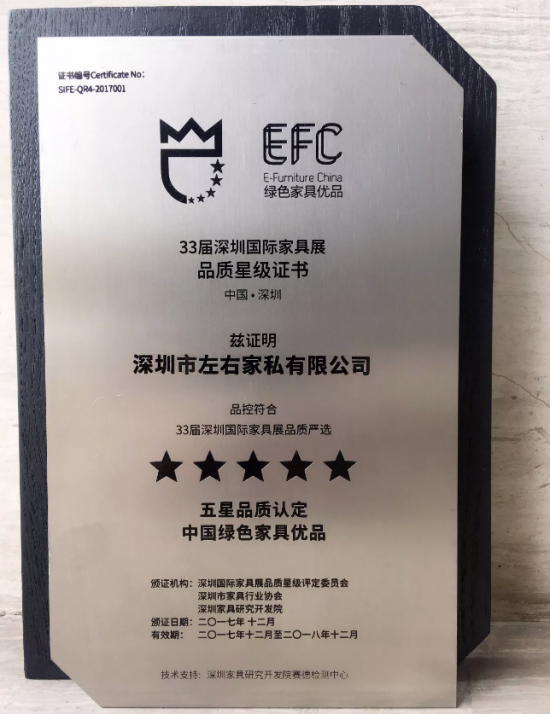 证书编号Certificate No:
SIFE-QR4-2017001
EFC
E-Furniture China
绿色家具优品
33届深圳国际家具展
品质星级证书
中国•深圳
兹证明
深圳市左右家私有限公司
品控符合
33届深圳国际家具展品质严选
五星品质认定
中国绿色家具优品
颁证机构：深圳国际家具展品质星级评定委员会
深圳市家具行业协会
深圳家具研究开发院
颁证日期：二〇一七年 十二月
有效期：二〇一七年十二月至二〇一八年十二月
技术支持：深圳家具研究开发院赛德检测中心